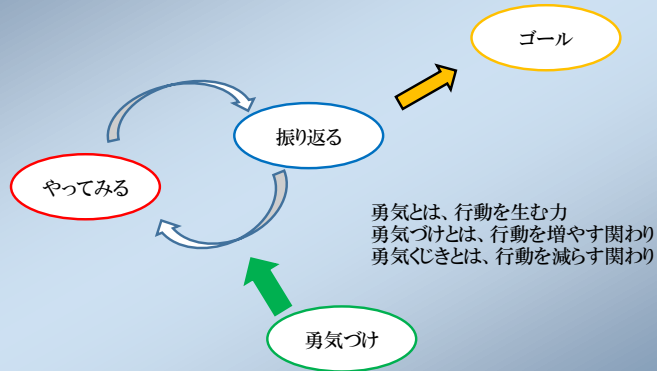 ゴール
振り返る
やってみる
勇気とは、行動を生む力
勇気づけとは、行動を増やす関わり
勇気くじきとは、行動を減らす関わり
勇気づけ